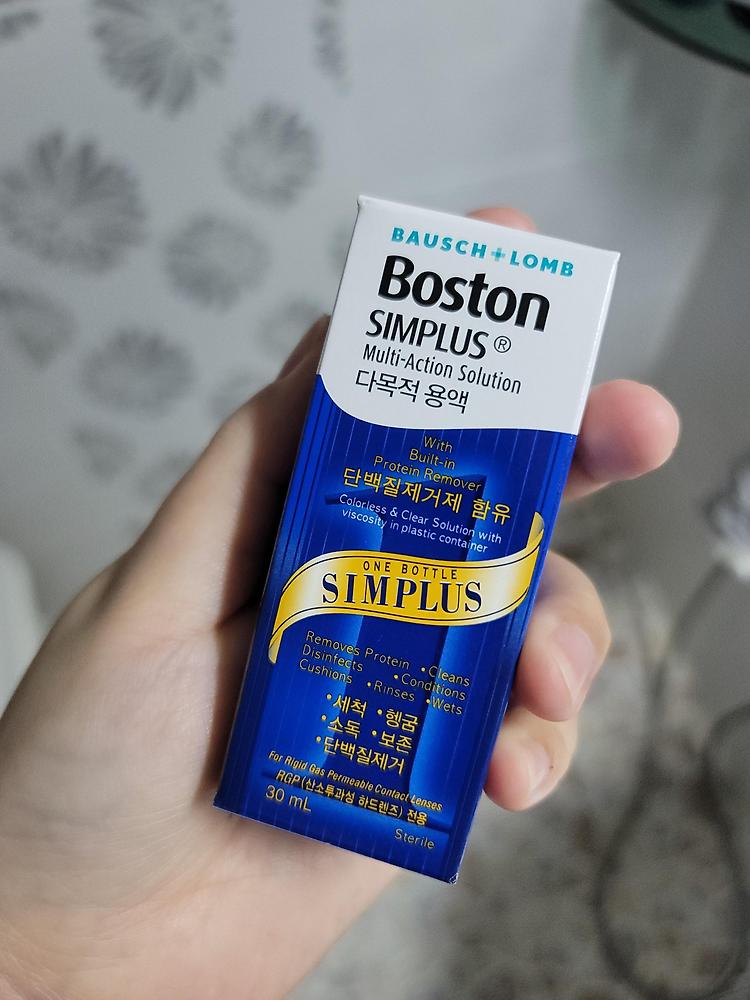 BAUSCH+LOMB
Boston
SIMPLUS®
Multi-Action Solution
다목적 용액
With
Built-in
Protein Remover
단백질제거제 함유
Colorless & Clear Solution with
viscosity in plastic container
ONE BOTTLE
SIMPLUS
Removes Protein •Cleans
Disinfects •Conditions
Cushions •Rinses •Wets
•세척 •헹굼
•소독 •보존
•단백질제거
For Rigid Gas Permeable Contact Lenses
RGP(산소투과성 하드렌즈) 전용
30 mL
Sterile